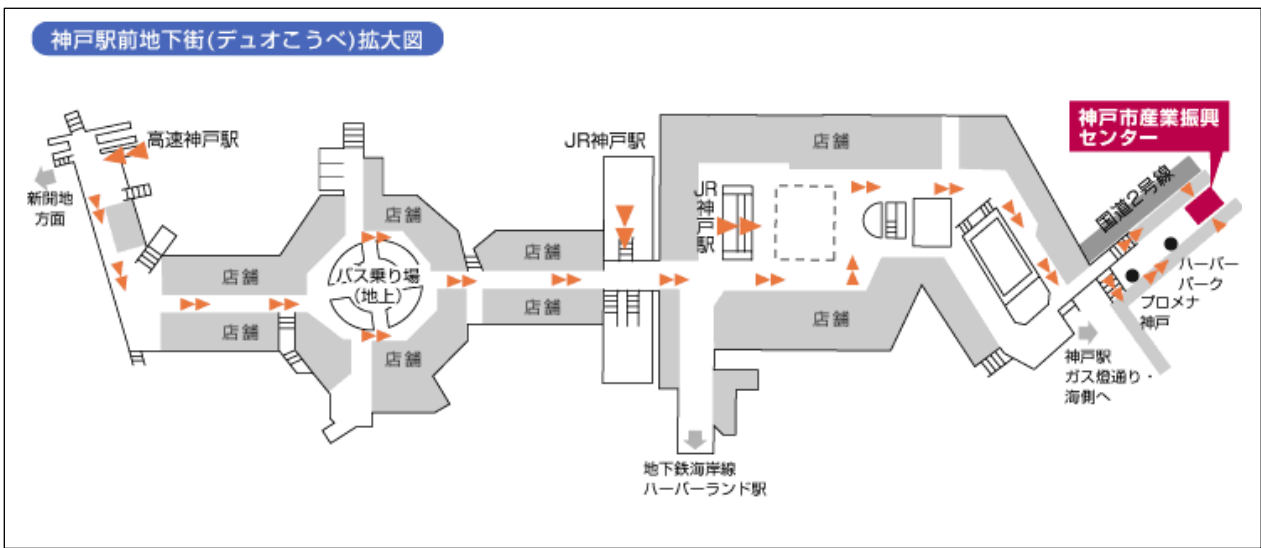 神戸駅前地下街(デュオこうべ)拡大図
高速神戸駅
新開地
方面
店舗
店舗
店舗
店舗
バス乗り場
(地上)
店舗
店舗
JR神戸駅
JR神戸駅
店舗
店舗
地下鉄海岸線
ハーバーランド駅
神戸市産業振興
センター
国道2号線
ハーバー
パーク
プロメナ
神戸
神戸駅
ガス燈通り・
海側へ